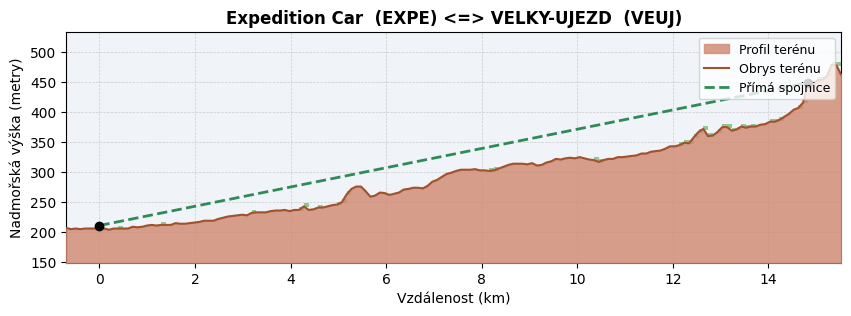 Expedition Car  (EXPE) <=> VELKY-UJEZD  (VEUJ)
Nadmořská výška (metry)
500
450
400
350
300
250
200
150
Profil terénu
Obrys terénu
Přímá spojnice
0 2 4 6 8 10 12 14
Vzdálenost (km)